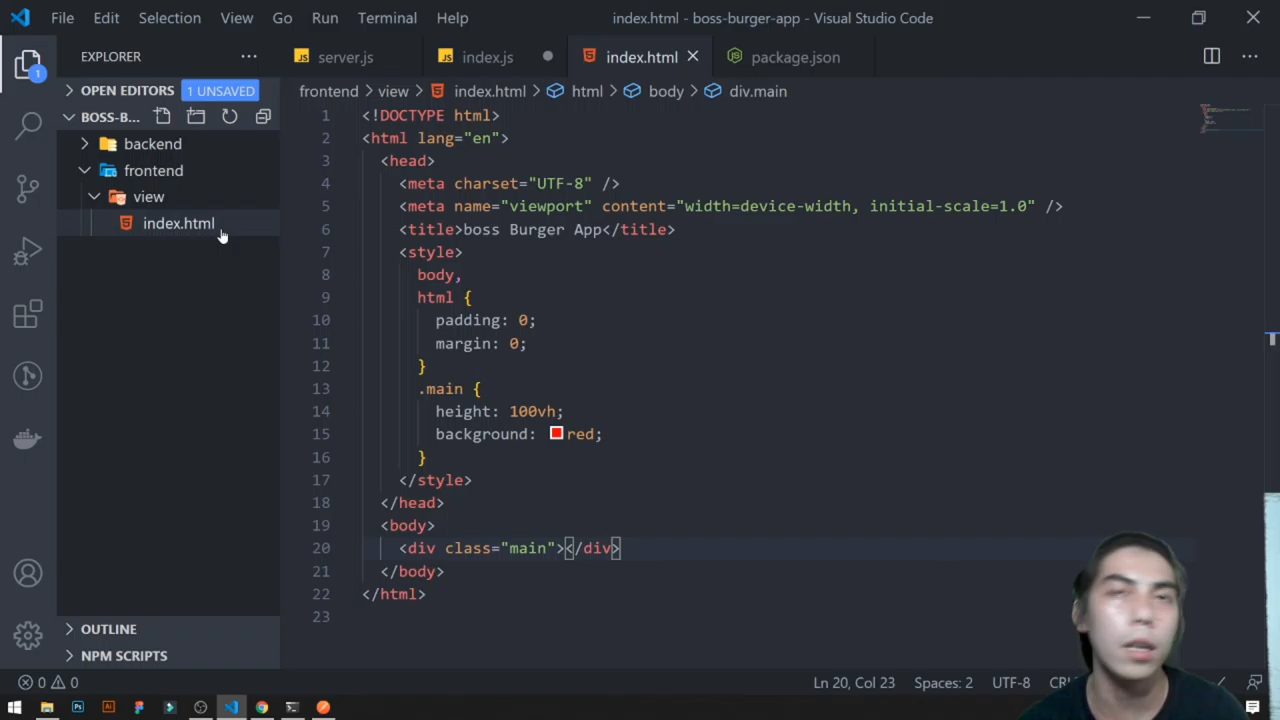 File Edit Selection View Go Run Terminal Help
index.html - boss-burger-app - Visual Studio Code
EXPLORER
server.js
index.js
index.html
package.json
OPEN EDITORS 1 UNSAVED
frontend > view > index.html > html > body > div.main
BOSS-B...
backend
frontend
view
index.html
1
1 <!DOCTYPE html>
2 <html lang="en">
3 <head>
4 <meta charset="UTF-8" />
5 <meta name="viewport" content="width=device-width, initial-scale=1.0" />
6 <title>boss Burger App</title>
7 <style>
8 body,
9 html {
10 padding: 0;
11 margin: 0;
12 }
13 .main {
14 height: 100vh;
15 background: red;
16 }
17 </style>
18 </head>
19 <body>
20 <div class="main"></div>
21 </body>
22 </html>
23
OUTLINE
NPM SCRIPTS
0 0
Ln 20, Col 23 Spaces: 2 UTF-8
Ps Ai